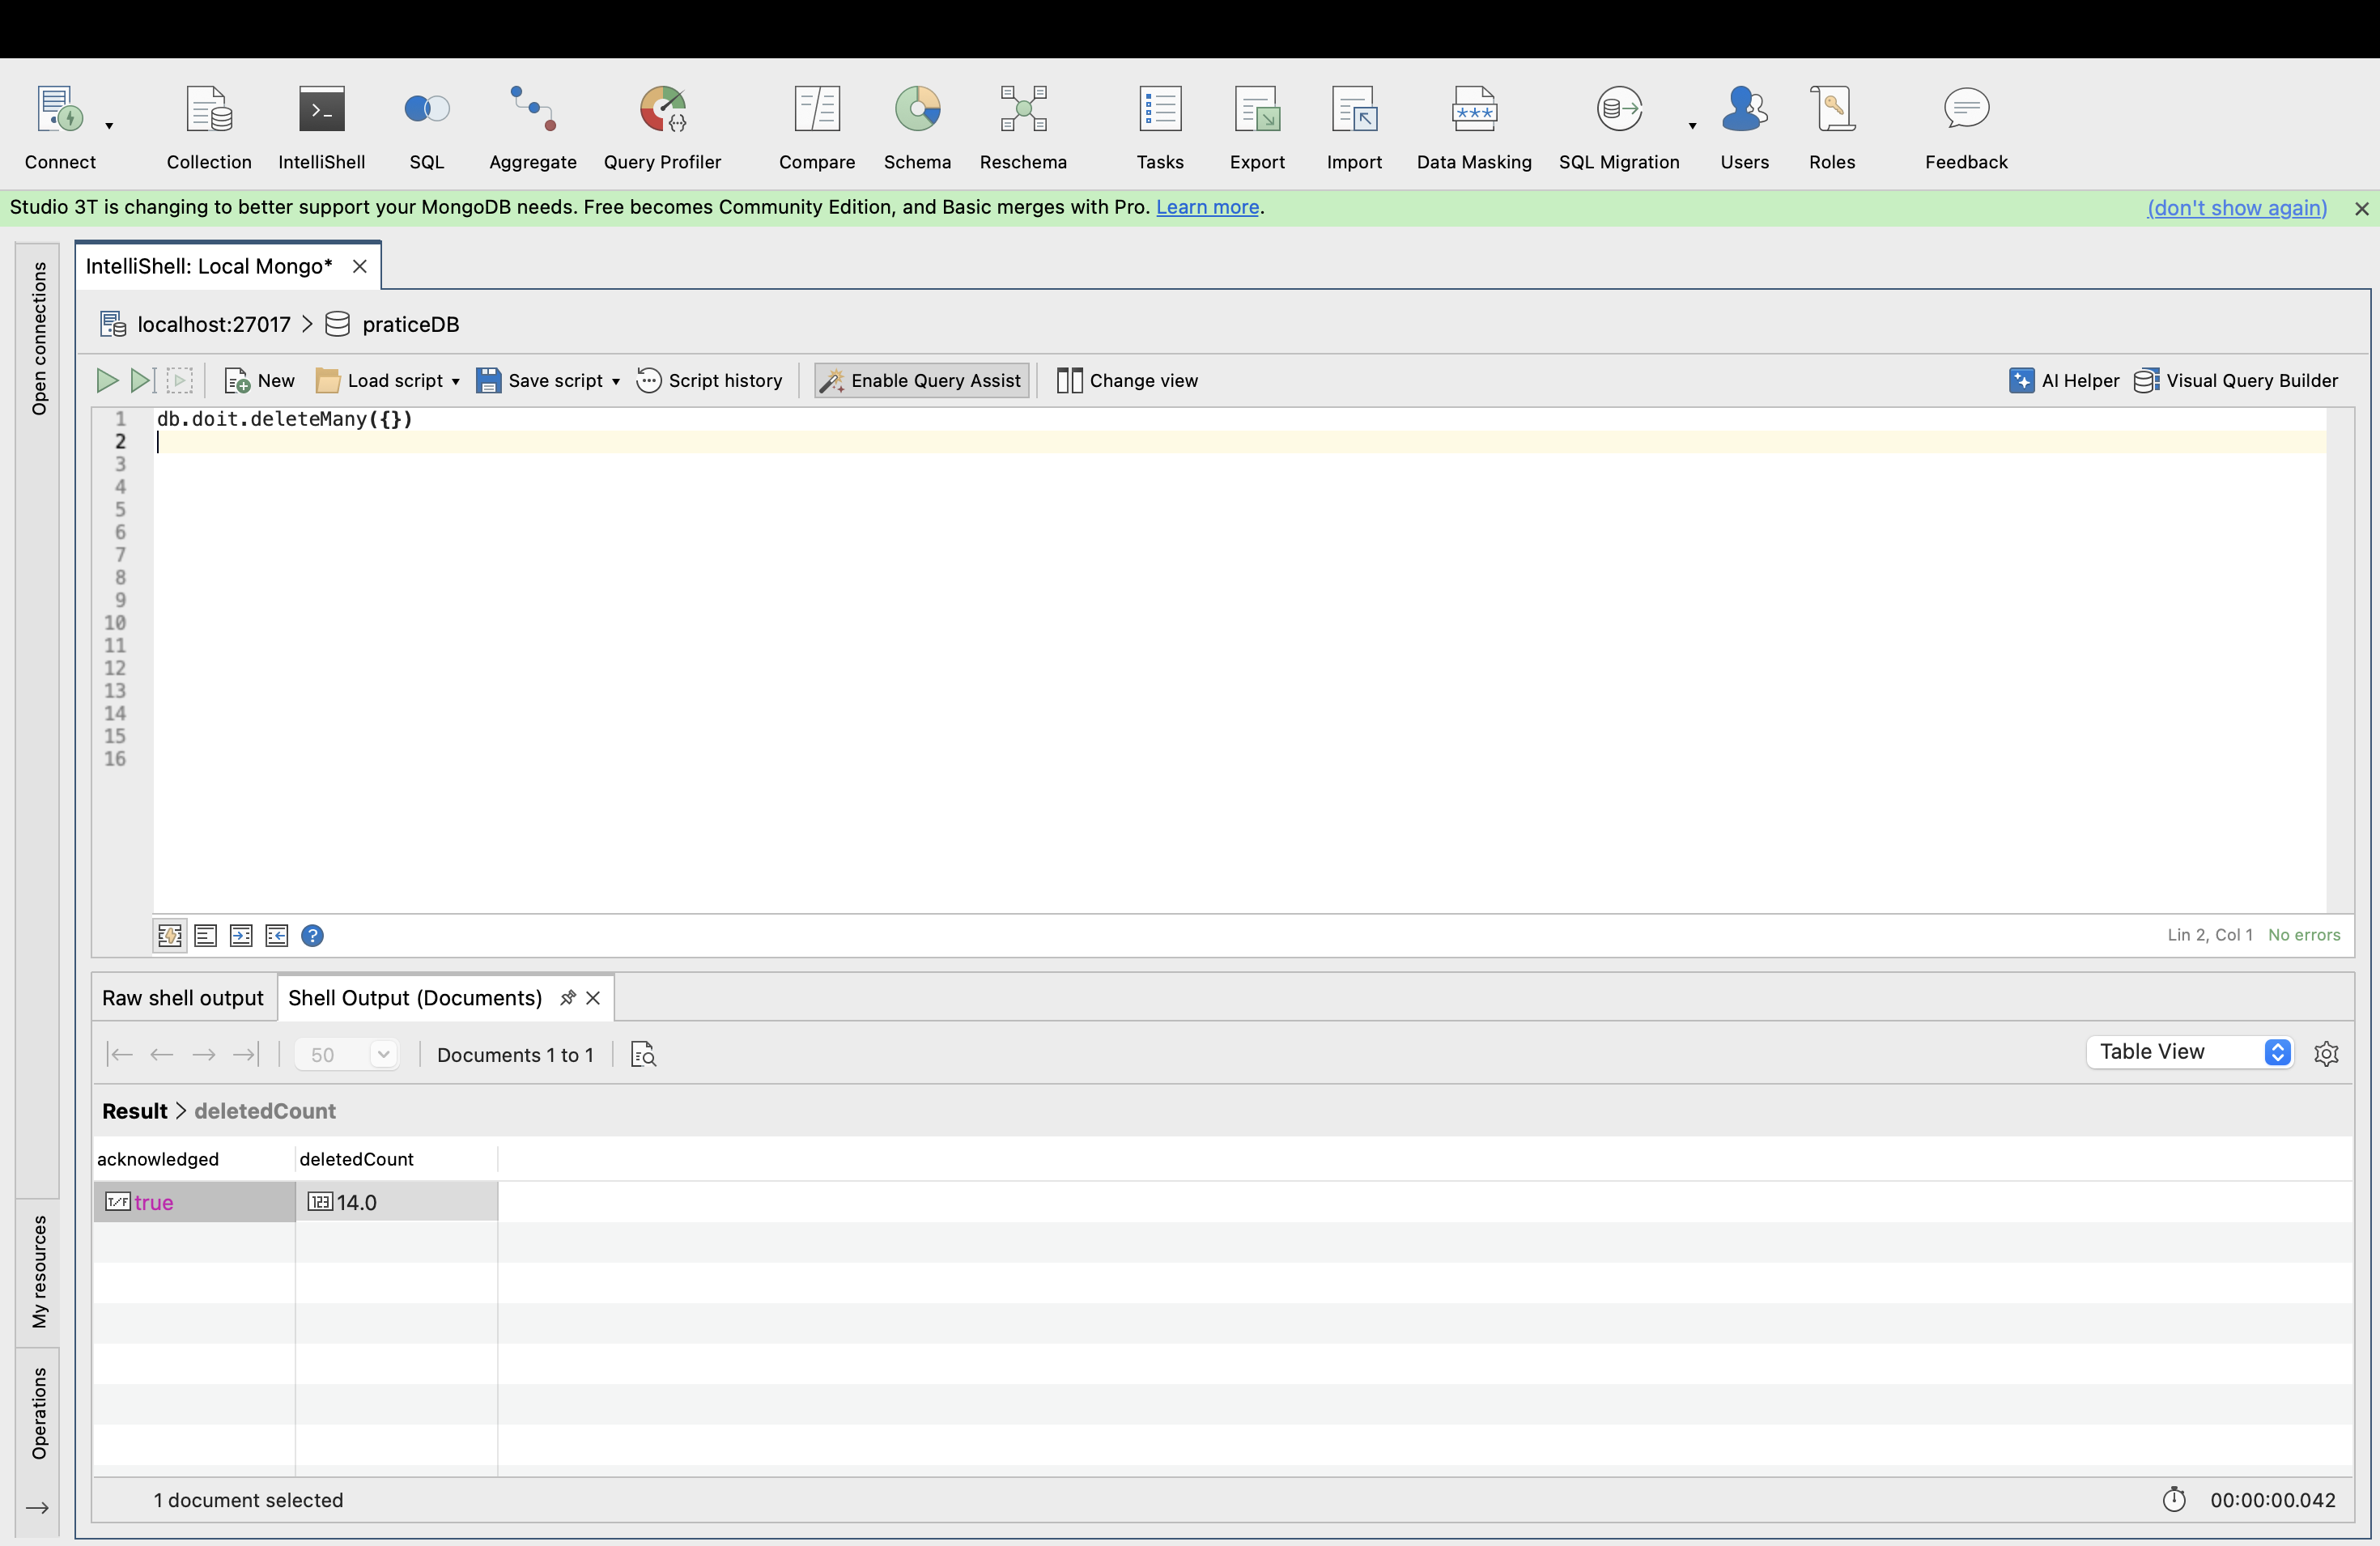 Connect Collection IntelliShell SQL Aggregate Query Profiler Compare Schema Reschema Tasks Export Import Data Masking SQL Migration Users Roles Feedback
Studio 3T is changing to better support your MongoDB needs. Free becomes Community Edition, and Basic merges with Pro. Learn more. (don't show again)
Open connections
IntelliShell: Local Mongo*
localhost:27017 > praticeDB
New Load script Save script Script history Enable Query Assist Change view AI Helper Visual Query Builder
1 db.doit.deleteMany({})
2
3
4
5
6
7
8
9
10
11
12
13
14
15
16
Lin 2, Col 1 No errors
Raw shell output Shell Output (Documents)
50 Documents 1 to 1 Table View
Result > deletedCount
acknowledged deletedCount
T/F true 123 14.0
My resources
Operations
1 document selected 00:00:00.042